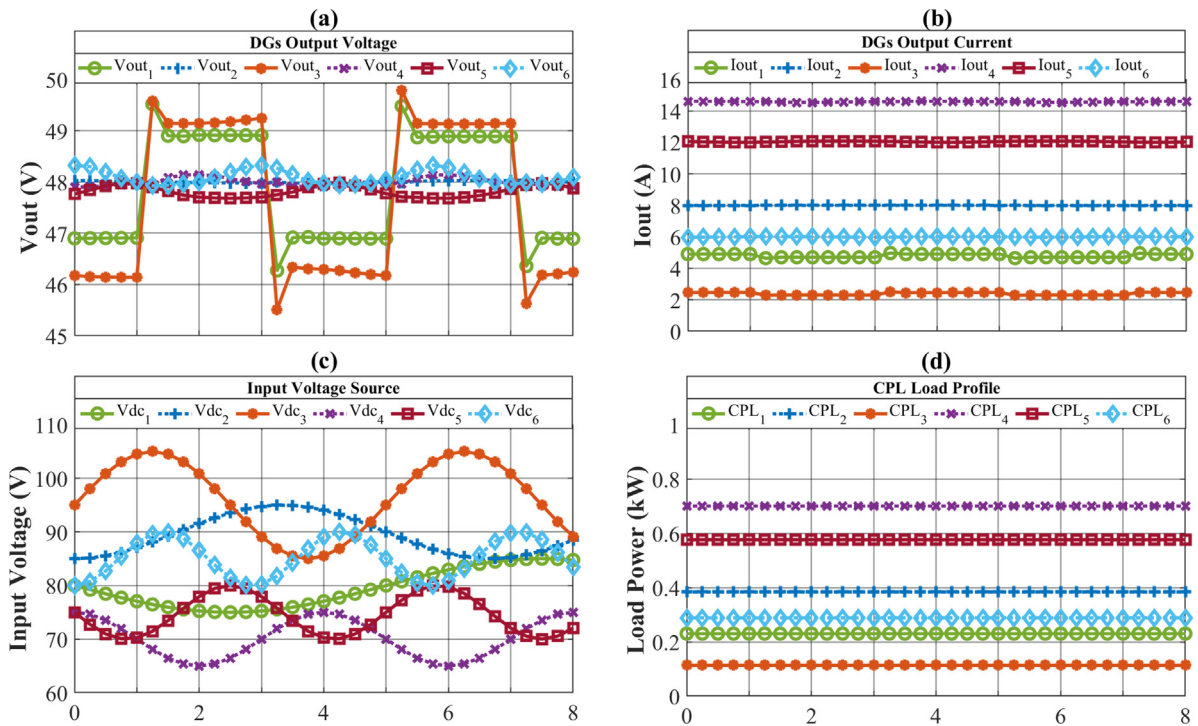 (a)
DGs Output Voltage
Vout1 Vout2 Vout3 Vout4 Vout5 Vout6
50
49
48
47
46
45
Vout (V)
(b)
DGs Output Current
Iout1 Iout2 Iout3 Iout4 Iout5 Iout6
16
14
12
10
8
6
4
2
0
Iout (A)
(c)
Input Voltage Source
Vdc1 Vdc2 Vdc3 Vdc4 Vdc5 Vdc6
110
100
90
80
70
60
Input Voltage (V)
0 2 4 6 8
(d)
CPL Load Profile
CPL1 CPL2 CPL3 CPL4 CPL5 CPL6
1
0.8
0.6
0.4
0.2
0
Load Power (kW)
0 2 4 6 8